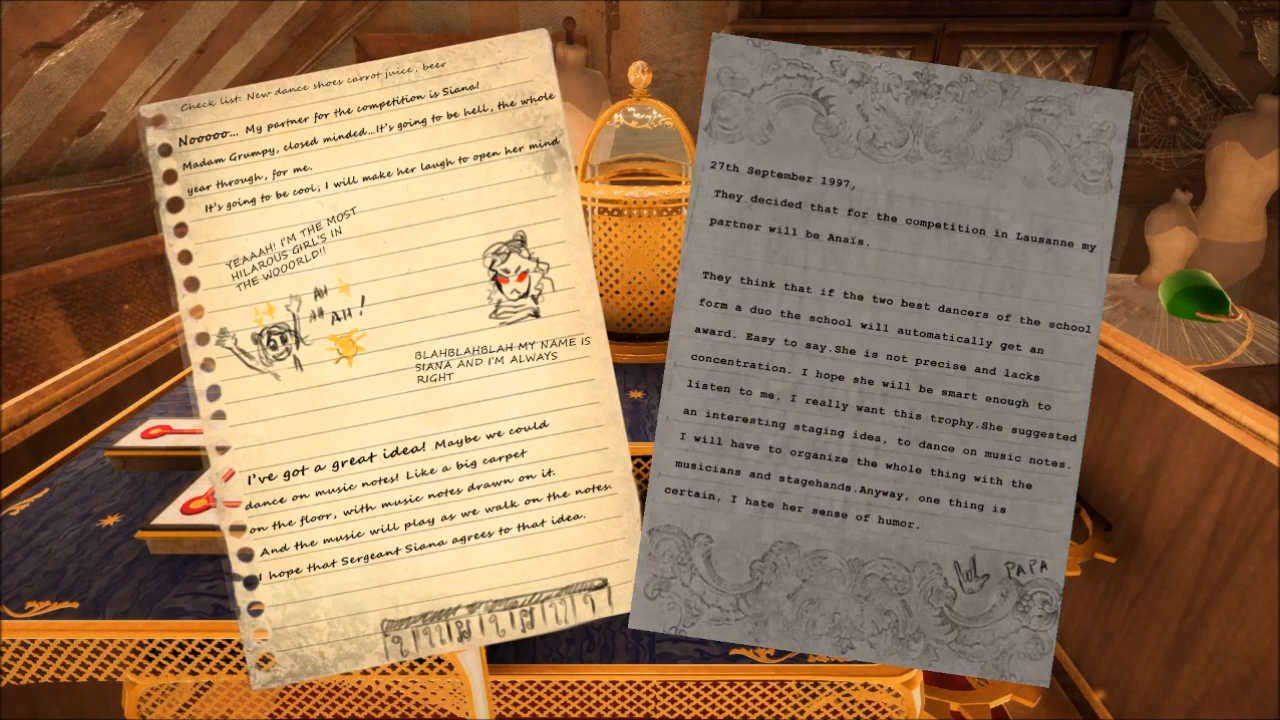 Check list: New dance shoes carrot juice, beer
Nooooo... My partner for the competition is Siana!
Madam Grumpy, closed minded...It's going to be hell, the whole
year through, for me.
It's going to be cool; I will make her laugh to open her mind
YEAAAH! I'M THE MOST
HILAROUS GIRL'S IN
THE WOOORLD!!
AH
AH AH!
BLAHBLAHBLAH MY NAME IS
SIANA AND I'M ALWAYS
RIGHT
I've got a great idea! Maybe we could
dance on music notes! Like a big carpet
on the floor, with music notes drawn on it.
And the music will play as we walk on the notes.
I hope that Sergeant Siana agrees to that idea.
27th September 1997,
They decided that for the competition in Lausanne my
partner will be Anaïs.
They think that if the two best dancers of the school
form a duo the school will automatically get an
award. Easy to say.She is not precise and lacks
concentration. I hope she will be smart enough to
listen to me. I really want this trophy.She suggested
an interesting staging idea, to dance on music notes.
I will have to organize the whole thing with the
musicians and stagehands.Anyway, one thing is
certain, I hate her sense of humor.
PAPA